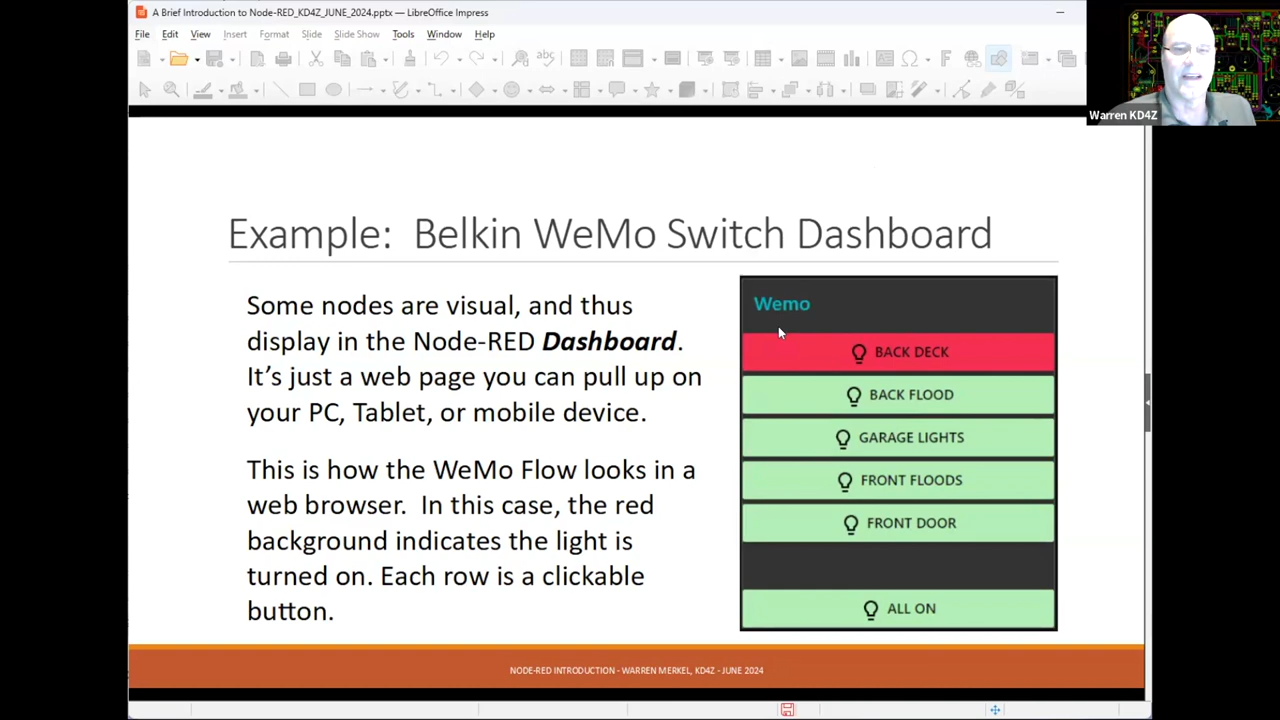 A Brief Introduction to Node-RED_KD4Z_JUNE_2024.pptx — LibreOffice Impress
File Edit View Insert Format Slide Slide Show Tools Window Help
Warren KD4Z
Example: Belkin WeMo Switch Dashboard
Some nodes are visual, and thus
display in the Node-RED Dashboard.
It’s just a web page you can pull up on
your PC, Tablet, or mobile device.
This is how the WeMo Flow looks in a
web browser. In this case, the red
background indicates the light is
turned on. Each row is a clickable
button.
Wemo
BACK DECK
BACK FLOOD
GARAGE LIGHTS
FRONT FLOODS
FRONT DOOR
ALL ON
NODE-RED INTRODUCTION - WARREN MERKEL, KD4Z - JUNE 2024